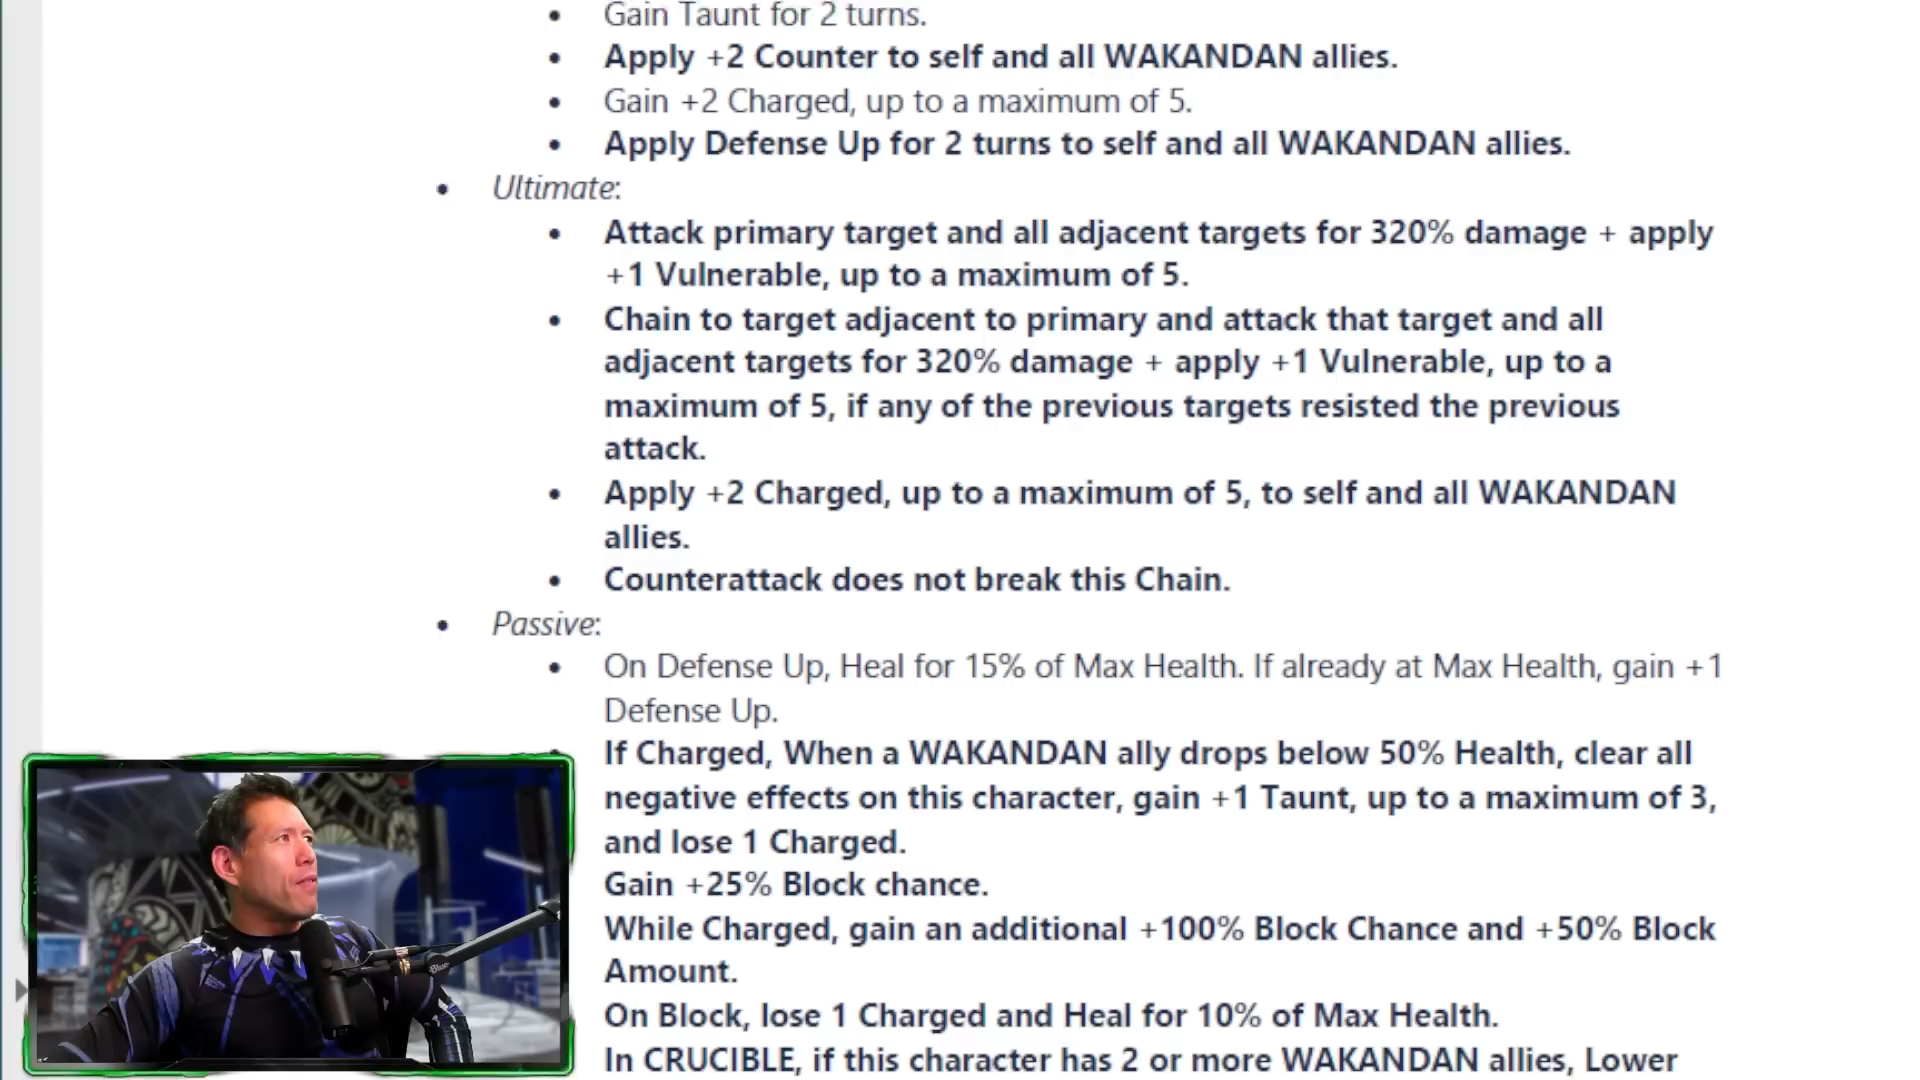 Gain Taunt for 2 turns.
Apply +2 Counter to self and all WAKANDAN allies.
Gain +2 Charged, up to a maximum of 5.
Apply Defense Up for 2 turns to self and all WAKANDAN allies.
Ultimate:
Attack primary target and all adjacent targets for 320% damage + apply
+1 Vulnerable, up to a maximum of 5.
Chain to target adjacent to primary and attack that target and all
adjacent targets for 320% damage + apply +1 Vulnerable, up to a
maximum of 5, if any of the previous targets resisted the previous
attack.
Apply +2 Charged, up to a maximum of 5, to self and all WAKANDAN
allies.
Counterattack does not break this Chain.
Passive:
On Defense Up, Heal for 15% of Max Health. If already at Max Health, gain +1
Defense Up.
If Charged, When a WAKANDAN ally drops below 50% Health, clear all
negative effects on this character, gain +1 Taunt, up to a maximum of 3,
and lose 1 Charged.
Gain +25% Block chance.
While Charged, gain an additional +100% Block Chance and +50% Block
Amount.
On Block, lose 1 Charged and Heal for 10% of Max Health.
In CRUCIBLE, if this character has 2 or more WAKANDAN allies, Lower
Blue